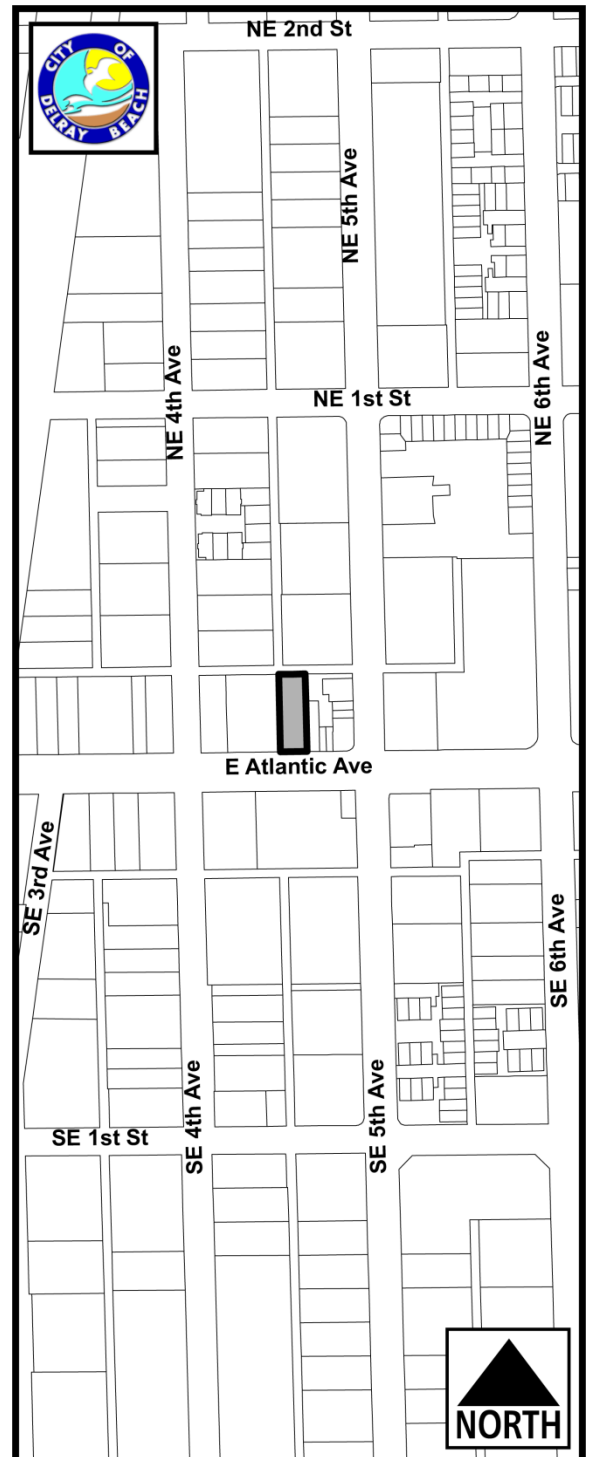 NE 2nd St
CITY OF
DELRAY BEACH
NE 5th Ave
NE 4th Ave
NE 1st St
NE 6th Ave
E Atlantic Ave
SE 3rd Ave
SE 6th Ave
SE 4th Ave
SE 5th Ave
SE 1st St
NORTH